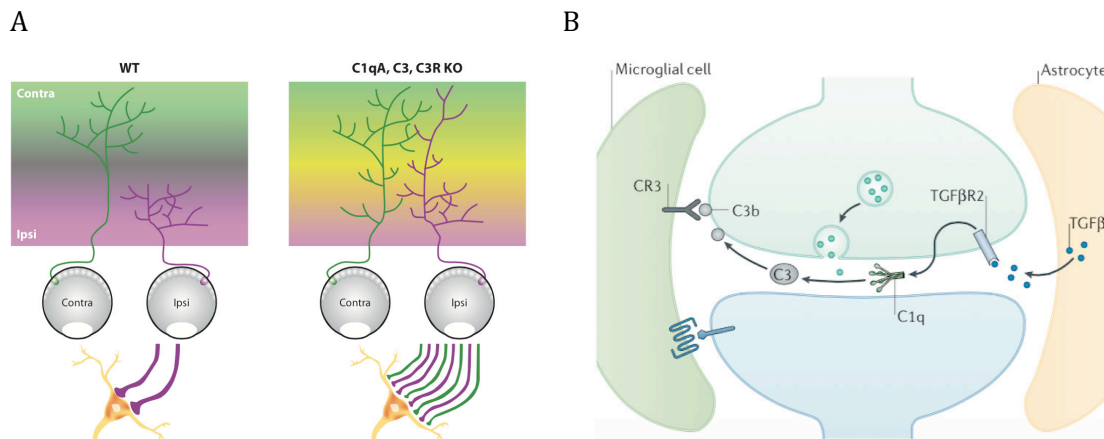 A
WT
Contra
Ipsi
Contra
Ipsi
C1qA, C3, C3R KO
Contra
Ipsi
B
Microglial cell
Astrocyte
CR3
C3b
TGFβR2
TGFβ
C3
C1q